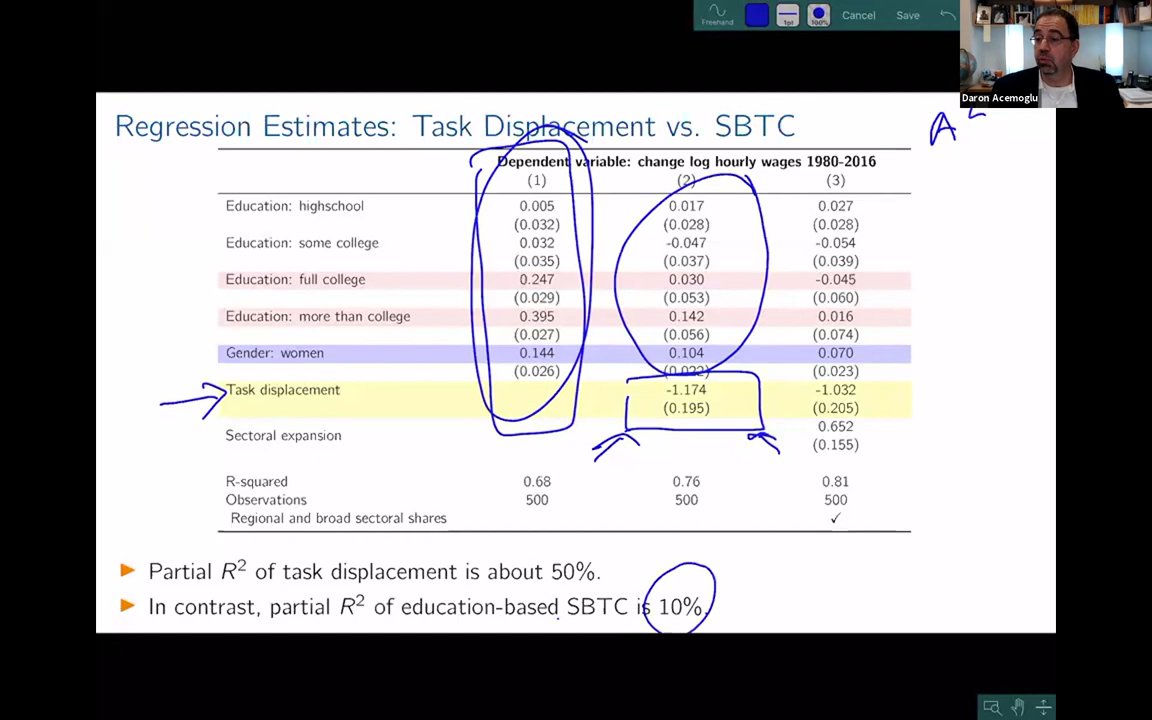 Freehand
1pt
100%
Cancel
Save
Daron Acemoglu
Regression Estimates: Task Displacement vs. SBTC
A
Dependent variable: change log hourly wages 1980-2016
(1) (2) (3)
Education: highschool 0.005 0.017 0.027
(0.032) (0.028) (0.028)
Education: some college 0.032 -0.047 -0.054
(0.035) (0.037) (0.039)
Education: full college 0.247 0.030 -0.045
(0.029) (0.053) (0.060)
Education: more than college 0.395 0.142 0.016
(0.027) (0.056) (0.074)
Gender: women 0.144 0.104 0.070
(0.026) (0.022) (0.023)
Task displacement -1.174 -1.032
(0.195) (0.205)
Sectoral expansion 0.652
(0.155)
R-squared 0.68 0.76 0.81
Observations 500 500 500
Regional and broad sectoral shares ✓
► Partial R² of task displacement is about 50%.
► In contrast, partial R² of education-based SBTC is 10%.